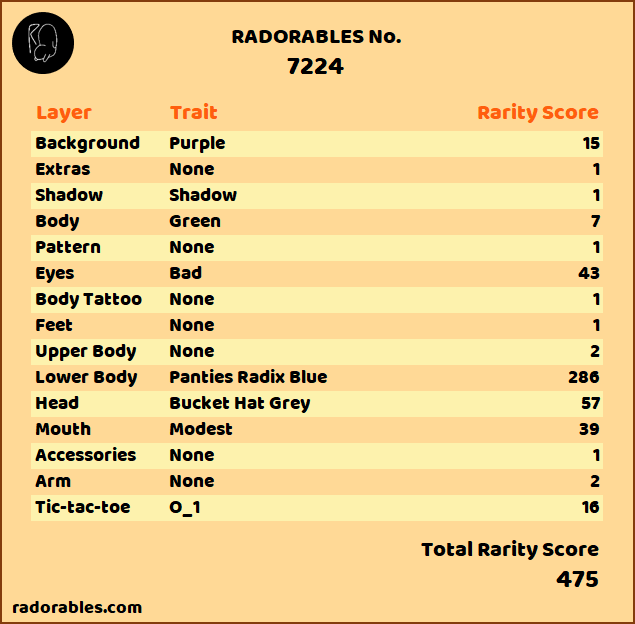 RADORABLES No.
7224
Layer Trait Rarity Score
Background Purple 15
Extras None 1
Shadow Shadow 1
Body Green 7
Pattern None 1
Eyes Bad 43
Body Tattoo None 1
Feet None 1
Upper Body None 2
Lower Body Panties Radix Blue 286
Head Bucket Hat Grey 57
Mouth Modest 39
Accessories None 1
Arm None 2
Tic-tac-toe O_1 16
Total Rarity Score
475
radorables.com